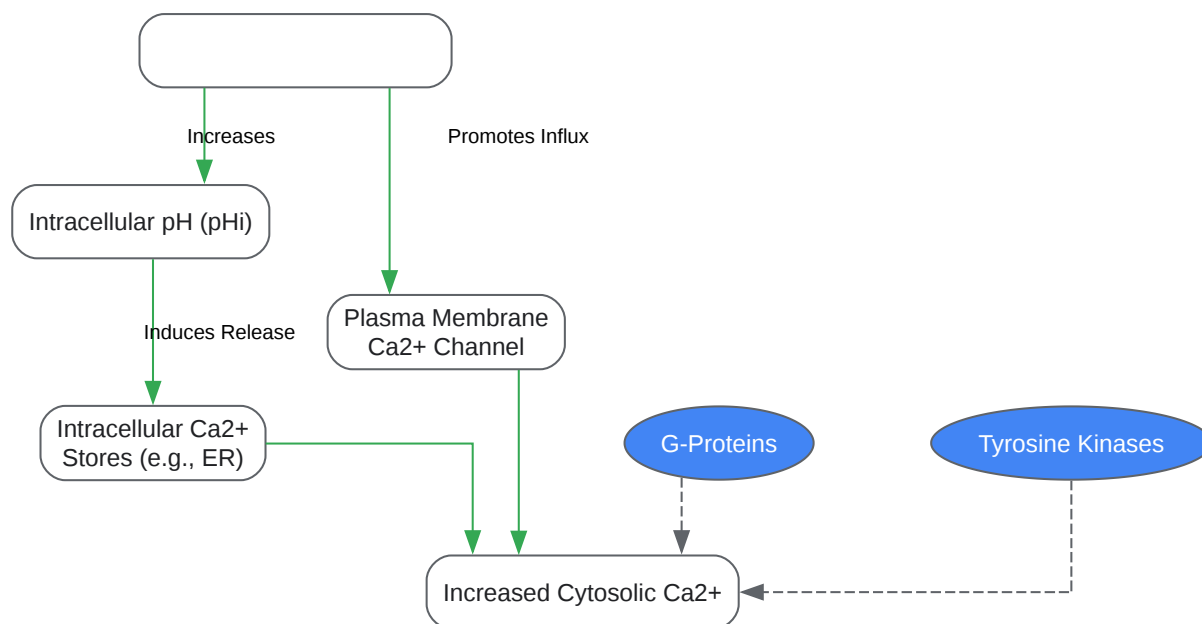 Increases
Promotes Influx
Intracellular pH (pHi)
Induces Release
Plasma Membrane
Ca2+ Channel
Intracellular Ca2+
Stores (e.g., ER)
G-Proteins
Tyrosine Kinases
Increased Cytosolic Ca2+